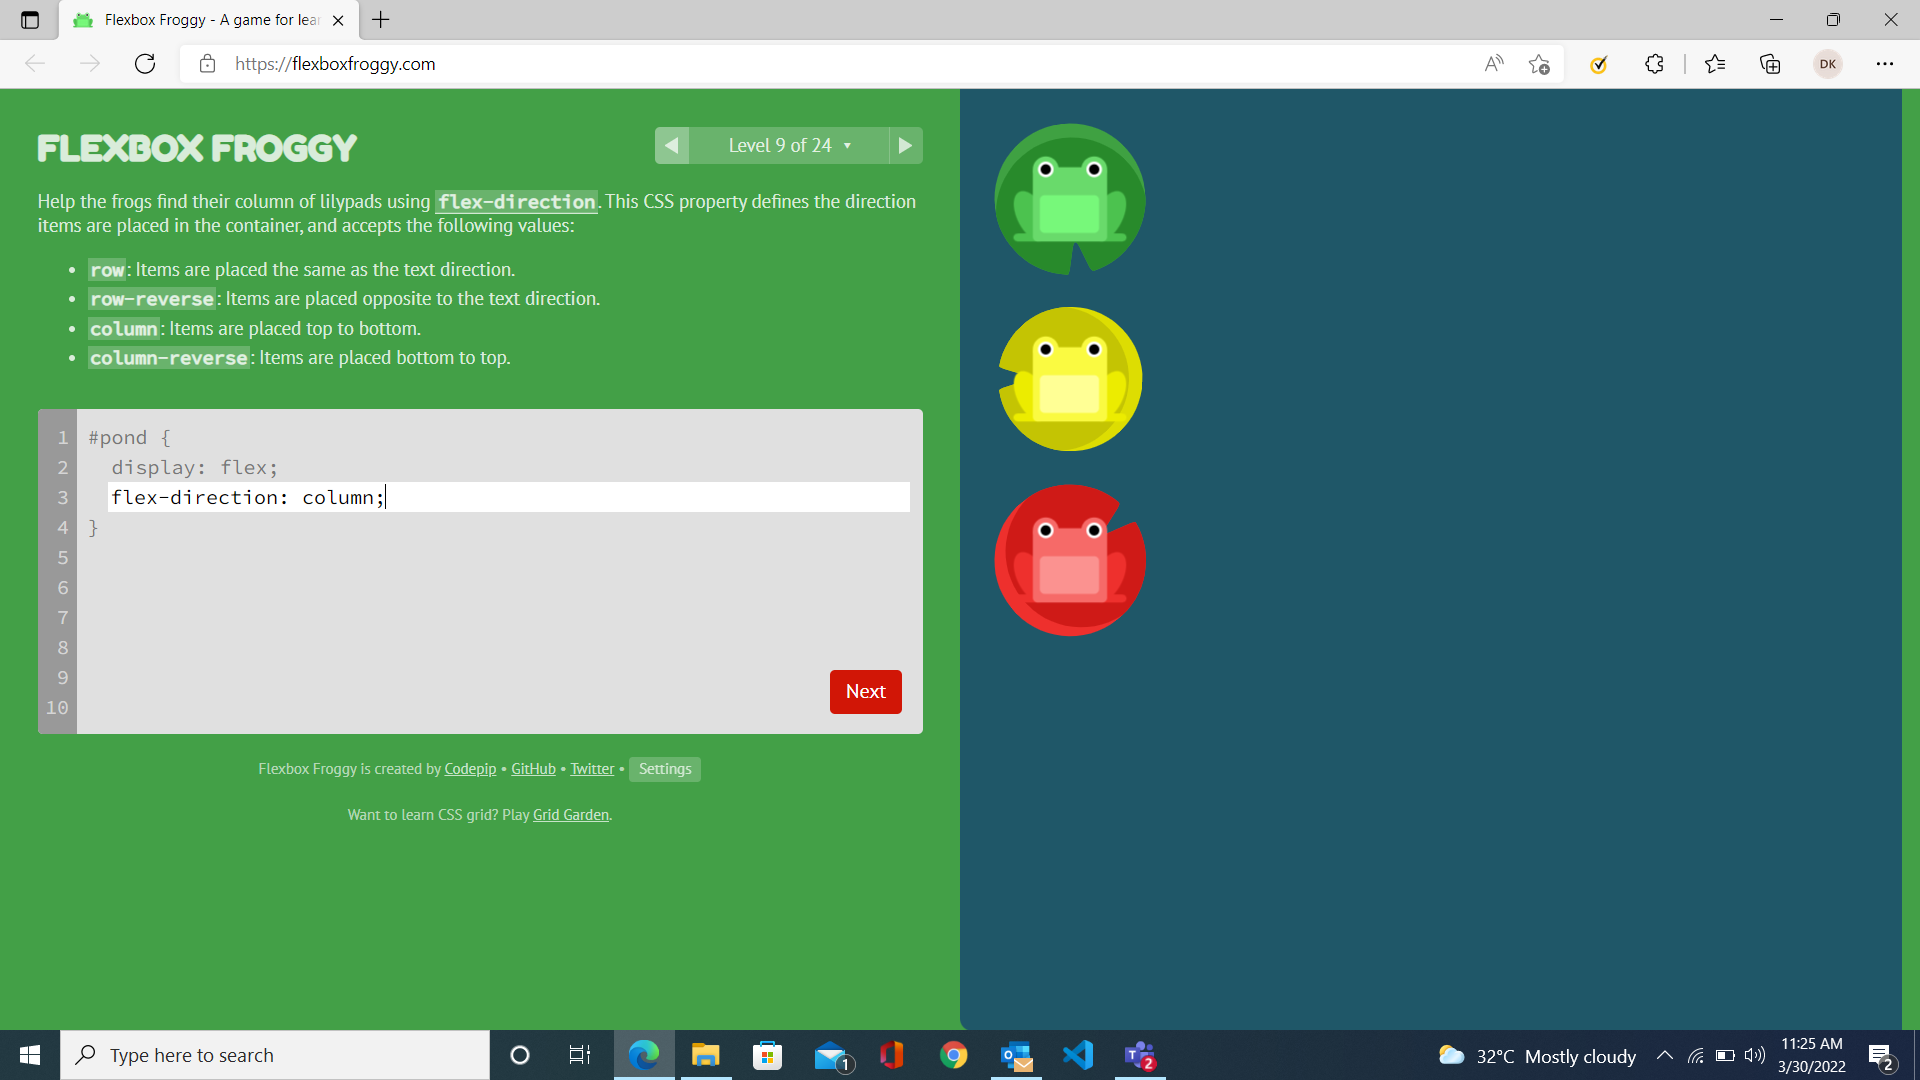 Flexbox Froggy - A game for lear
https://flexboxfroggy.com
DK
FLEXBOX FROGGY
Level 9 of 24
Help the frogs find their column of lilypads using flex-direction. This CSS property defines the direction
items are placed in the container, and accepts the following values:
• row: Items are placed the same as the text direction.
• row-reverse: Items are placed opposite to the text direction.
• column: Items are placed top to bottom.
• column-reverse: Items are placed bottom to top.
1 #pond {
2 display: flex;
3 flex-direction: column;
4 }
5
6
7
8
9
10
Next
Flexbox Froggy is created by Codepip • GitHub • Twitter • Settings
Want to learn CSS grid? Play Grid Garden.
Type here to search
1
2
32°C Mostly cloudy
11:25 AM
3/30/2022
2